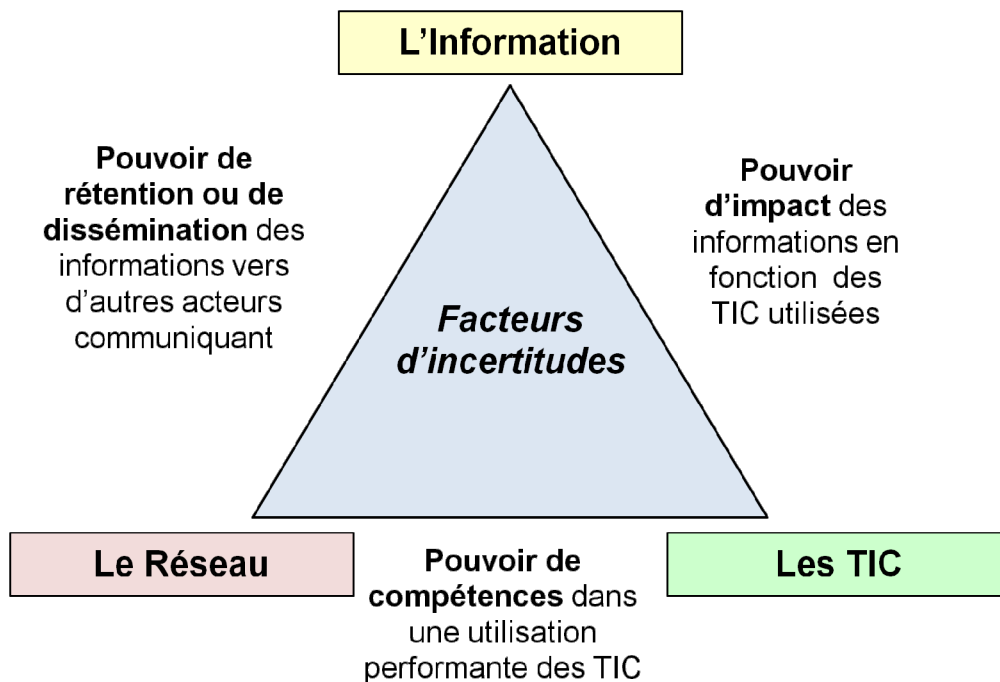 L’Information
Pouvoir de
rétention ou de
dissémination des
informations vers
d’autres acteurs
communiquant
Pouvoir
d’impact des
informations en
fonction des
TIC utilisées
Facteurs
d’incertitudes
Le Réseau
Pouvoir de
compétences dans
une utilisation
performante des TIC
Les TIC